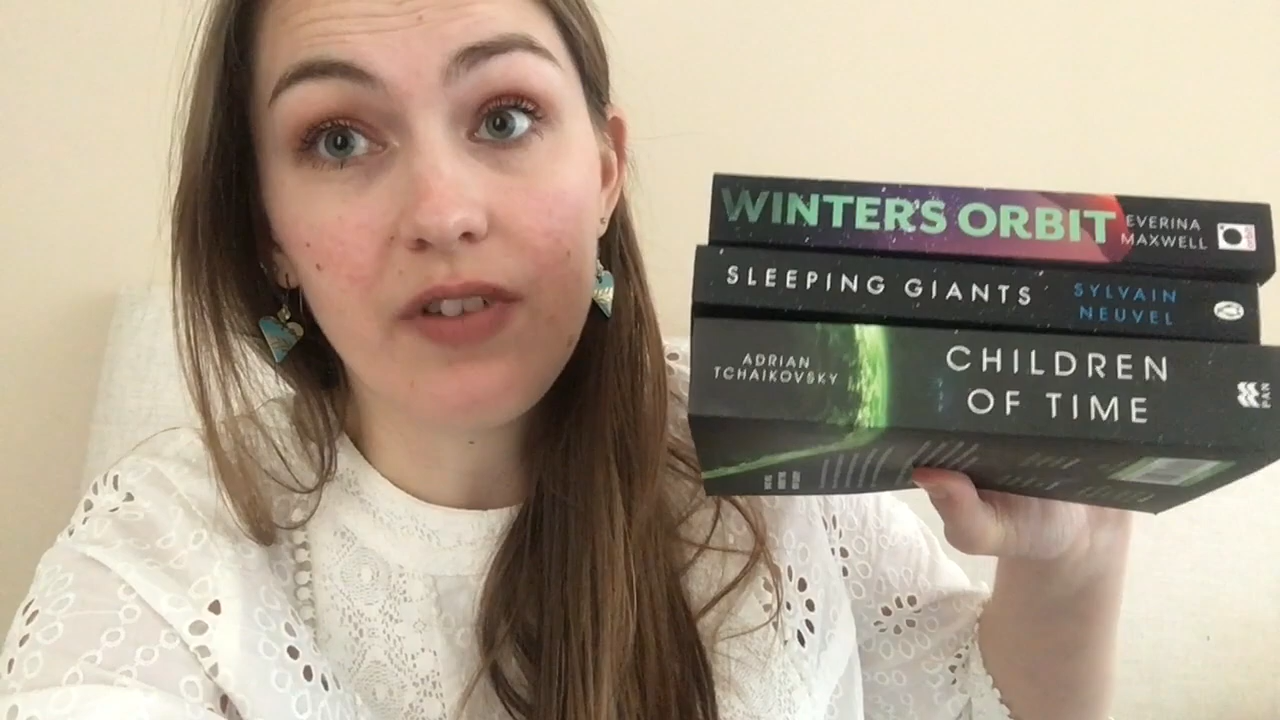 WINTER'S ORBIT
EVERINA
MAXWELL
SLEEPING GIANTS
SYLVAIN
NEUVEL
ADRIAN
TCHAIKOVSKY
CHILDREN
OF TIME
PAN